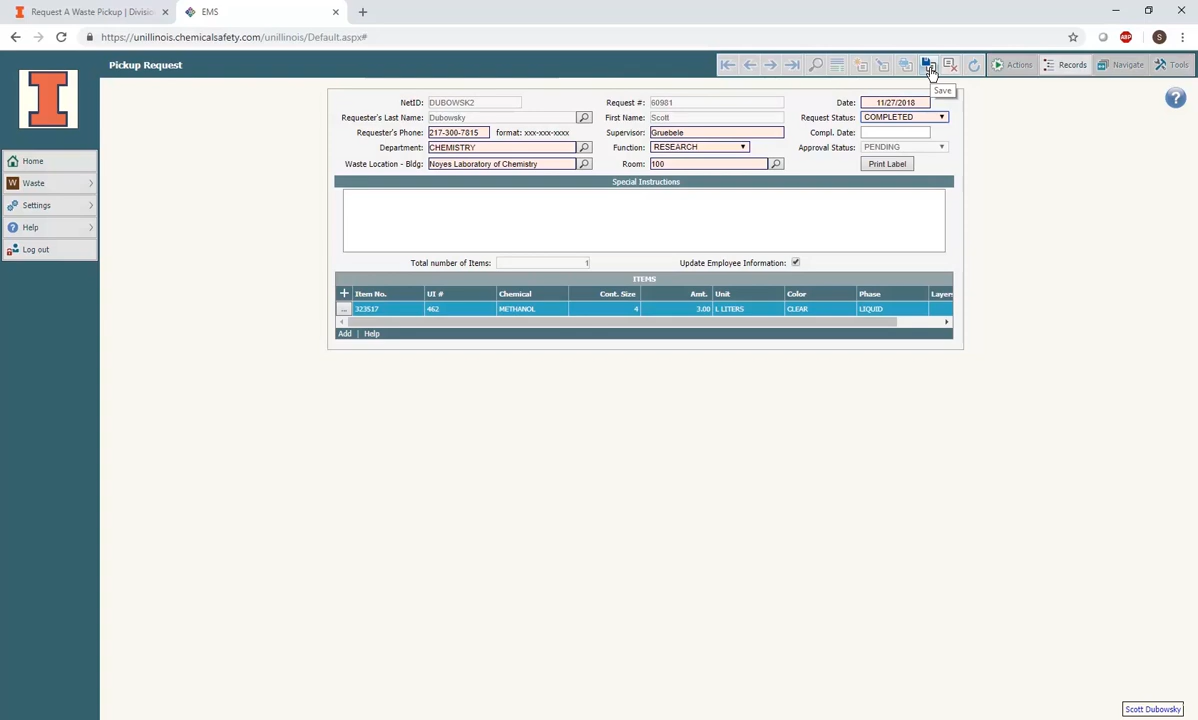 Request A Waste Pickup | Division
EMS
https://unillinois.chemicalsafety.com/unillinois/Default.aspx#
ABP
S
Pickup Request
Actions
Records
Navigate
Tools
Save
Home
W Waste
Settings
Help
Log out
NetID: DUBOWSK2 Request #: 60981 Date: 11/27/2018
Requester's Last Name: Dubowsky First Name: Scott Request Status: COMPLETED
Requester's Phone: 217-300-7815 format: xxx-xxx-xxxx Supervisor: Gruebele Compl. Date:
Department: CHEMISTRY Function: RESEARCH Approval Status: PENDING
Waste Location - Bldg: Noyes Laboratory of Chemistry Room: 100 Print Label
Special Instructions
Total number of Items: 1 Update Employee Information:
ITEMS
Item No. UI # Chemical Cont. Size Amt. Unit Color Phase Layers
... 323517 462 METHANOL 4 3.00 L LITERS CLEAR LIQUID
Add | Help
Scott Dubowsky